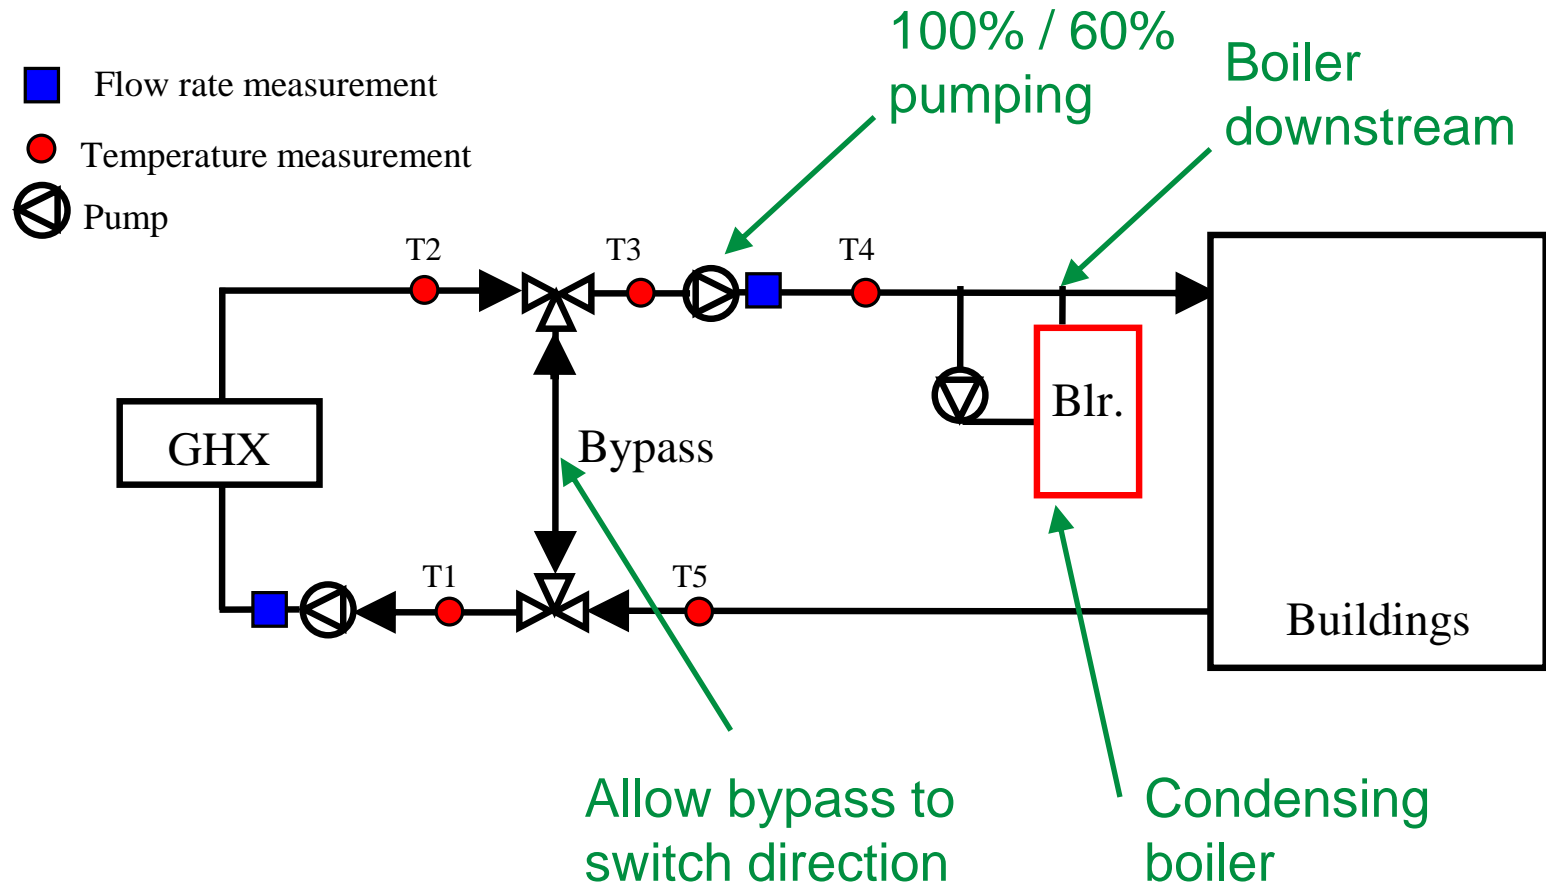 100% / 60%
pumping
Boiler
downstream
Flow rate measurement
Temperature measurement
Pump
T2
T3
T4
Blr.
GHX
Bypass
T1
T5
Buildings
Allow bypass to
switch direction
Condensing
boiler